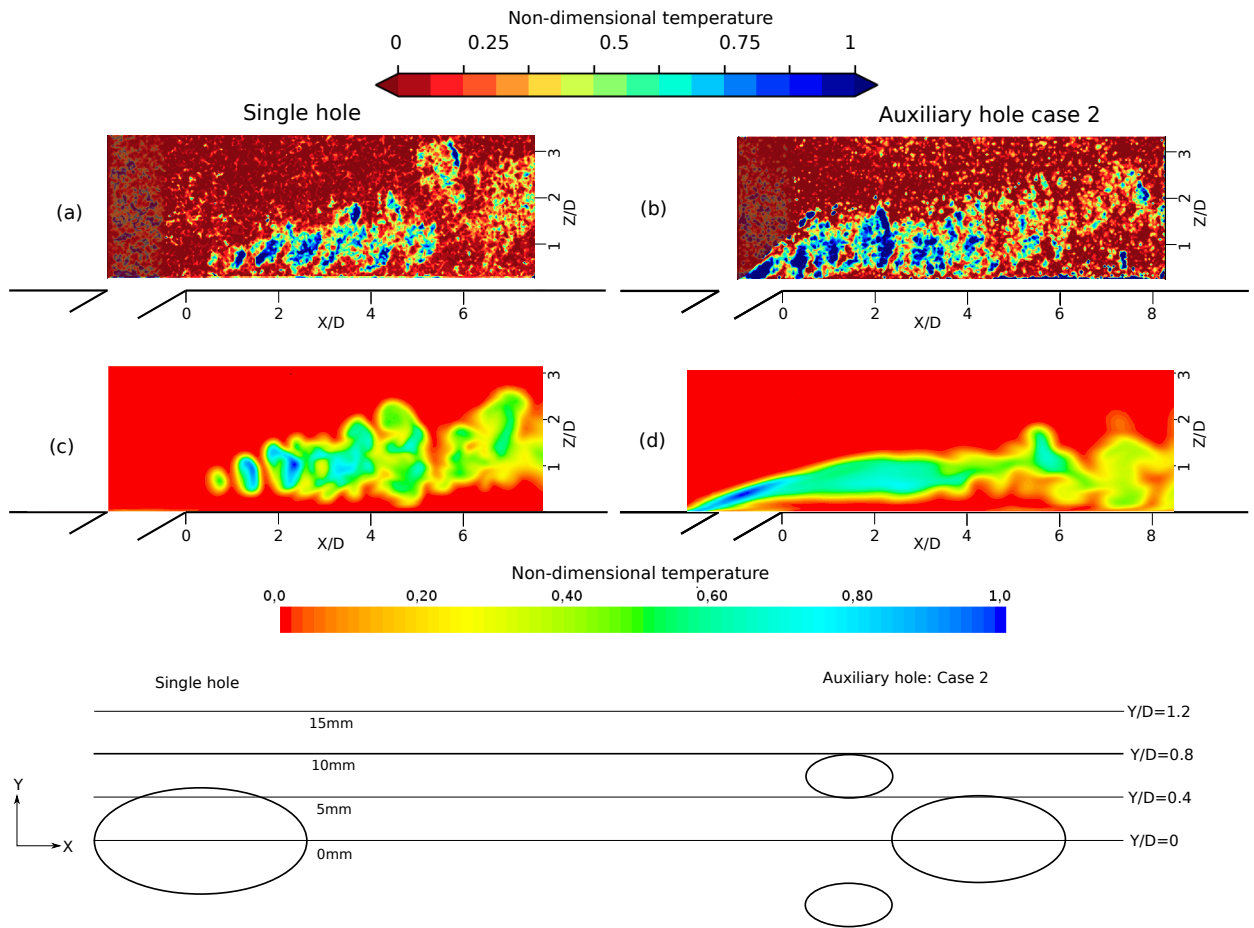 Non-dimensional temperature
0 0.25 0.5 0.75 1
Single hole
Auxiliary hole case 2
(a)
3
2
1
Z/D
0 2 4 6
X/D
(b)
3
2
1
Z/D
0 2 4 6 8
X/D
(c)
3
2
1
Z/D
0 2 4 6
X/D
(d)
3
2
1
Z/D
0 2 4 6 8
X/D
Non-dimensional temperature
0,0 0,20 0,40 0,60 0,80 1,0
Single hole
Auxiliary hole: Case 2
15mm
Y/D=1.2
10mm
Y/D=0.8
5mm
Y/D=0.4
0mm
Y/D=0
Y
X